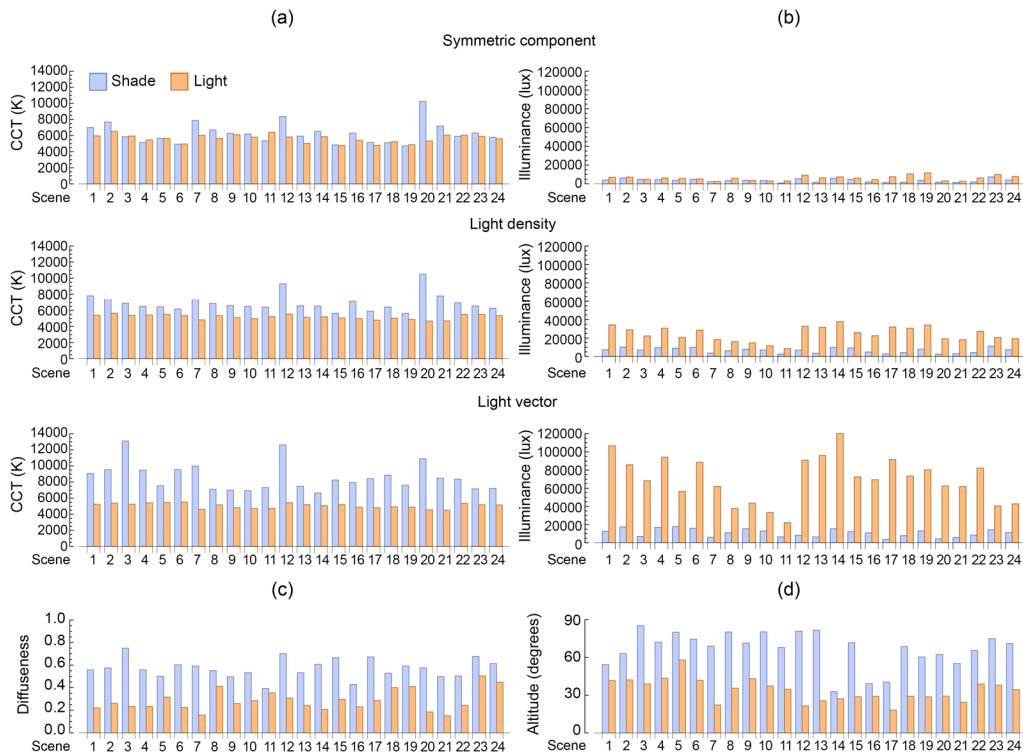 (a) (b)
Symmetric component
14000 120000
12000 100000
10000 80000
8000 60000
6000 40000
4000 20000
2000 0
0
CCT (K) Illuminance (lux)
Shade Light
Scene 1 2 3 4 5 6 7 8 9 10 11 12 13 14 15 16 17 18 19 20 21 22 23 24 Scene 1 2 3 4 5 6 7 8 9 10 11 12 13 14 15 16 17 18 19 20 21 22 23 24
Light density
14000 120000
12000 100000
10000 80000
8000 60000
6000 40000
4000 20000
2000 0
0
CCT (K) Illuminance (lux)
Scene 1 2 3 4 5 6 7 8 9 10 11 12 13 14 15 16 17 18 19 20 21 22 23 24 Scene 1 2 3 4 5 6 7 8 9 10 11 12 13 14 15 16 17 18 19 20 21 22 23 24
Light vector
14000 120000
12000 100000
10000 80000
8000 60000
6000 40000
4000 20000
2000 0
0
CCT (K) Illuminance (lux)
Scene 1 2 3 4 5 6 7 8 9 10 11 12 13 14 15 16 17 18 19 20 21 22 23 24 Scene 1 2 3 4 5 6 7 8 9 10 11 12 13 14 15 16 17 18 19 20 21 22 23 24
(c) (d)
1.0 90
0.8 60
0.6 30
0.4 0
0.2
0.0
Diffuseness Altitude (degrees)
Scene 1 2 3 4 5 6 7 8 9 10 11 12 13 14 15 16 17 18 19 20 21 22 23 24 Scene 1 2 3 4 5 6 7 8 9 10 11 12 13 14 15 16 17 18 19 20 21 22 23 24